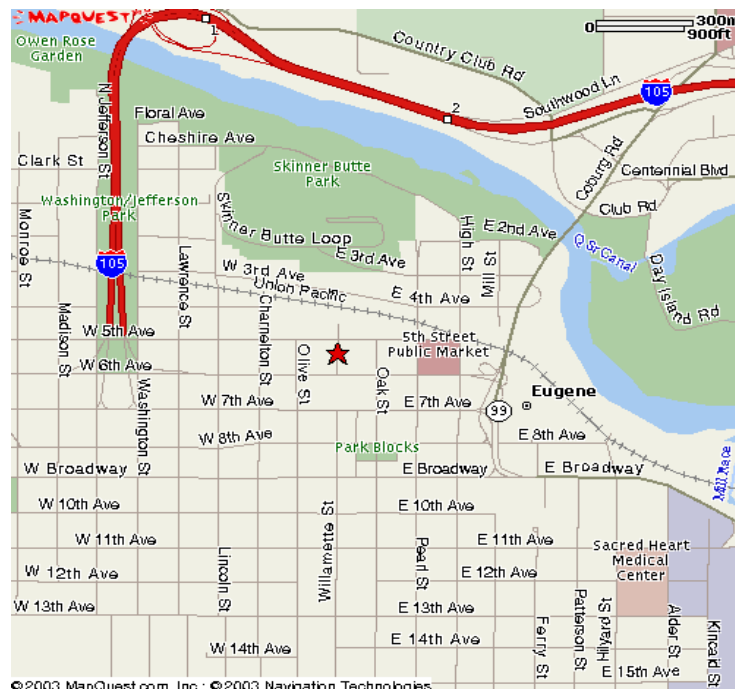 MAPQUEST
1
0 300m
900ft
Owen Rose
Garden
Country Club Rd
Southwood Ln
105
2
N Jefferson St
Floral Ave
Cheshire Ave
Coburg Rd
Clark St
Skinner Butte
Park
Centennial Blvd
Washington/Jefferson
Park
Club Rd
Monroe St
Skinner Butte Loop
High St
E 2nd Ave
Q St Canal
Day Island Rd
Lawrence St
E 3rd Ave
Mill St
105
W 3rd Ave
Union Pacific
E 4th Ave
Madison St
Charnelton St
W 5th Ave
5th Street
Public Market
Olive St
W 6th Ave
Oak St
Washington St
Eugene
W 7th Ave
E 7th Ave
99
W 8th Ave
E 8th Ave
Park Blocks
W Broadway
E Broadway
E Broadway
Mill Race
W 10th Ave
E 10th Ave
Willamette St
W 11th Ave
E 11th Ave
Sacred Heart
Medical
Center
Lincoln St
Pearl St
W 12th Ave
E 12th Ave
W 13th Ave
E 13th Ave
Ferry St
Patterson St
Hilyard St
Alder St
Kincaid St
W 14th Ave
E 14th Ave
E 15th Ave
©2003 MapQuest.com, Inc.; ©2003 Navigation Technologies